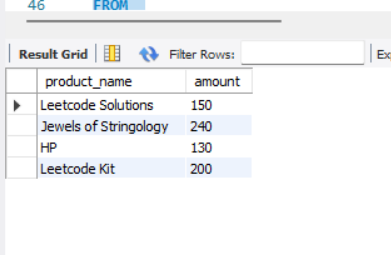 46 FROM
Result Grid Filter Rows: Ex
product_name amount
Leetcode Solutions 150
Jewels of Stringology 240
HP 130
Leetcode Kit 200